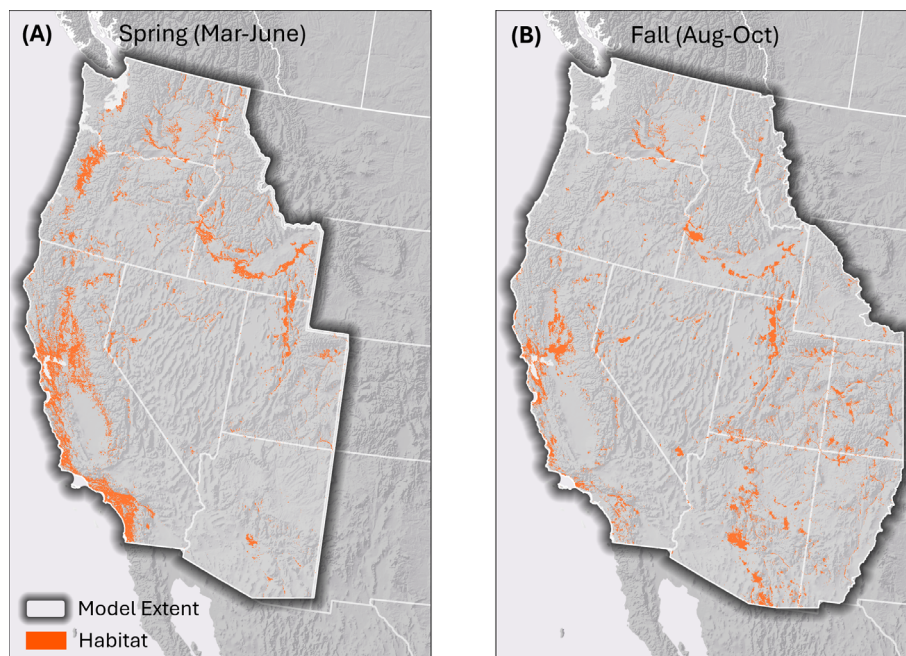 (A) Spring (Mar-June)
(B) Fall (Aug-Oct)
Model Extent
Habitat